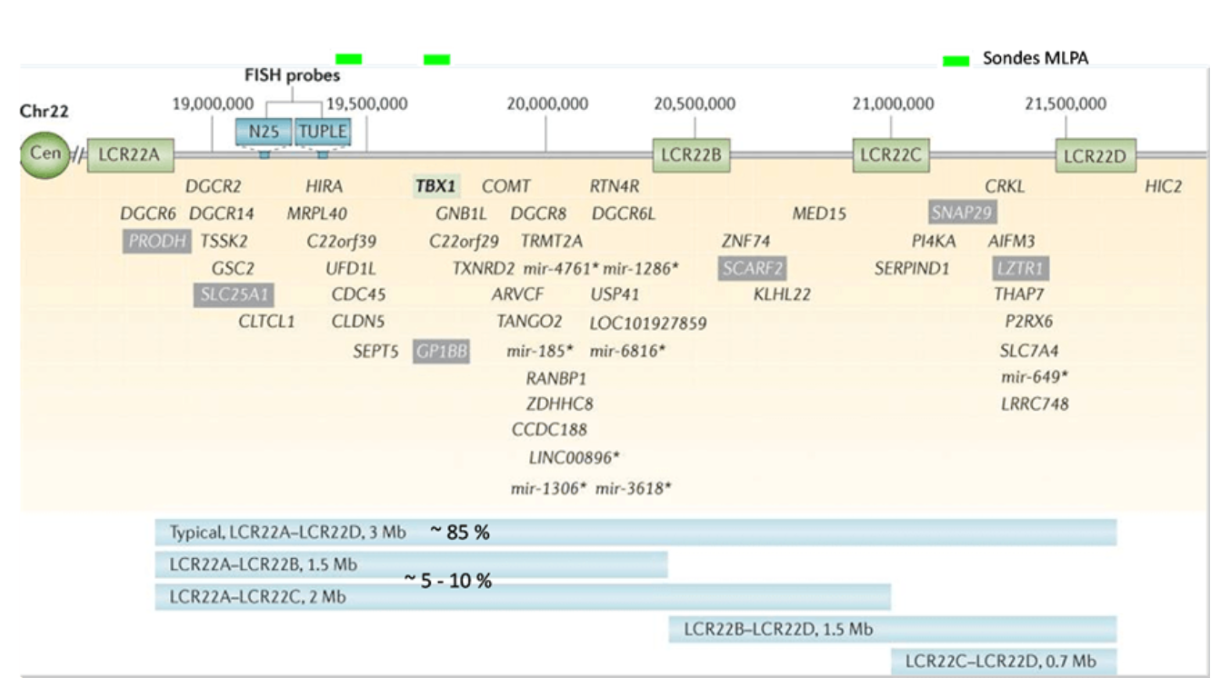 Sondes MLPA
FISH probes
19,000,000 19,500,000 20,000,000 20,500,000 21,000,000 21,500,000
Chr22
N25 TUPLE
Cen // LCR22A LCR22B LCR22C LCR22D
DGCR2 HIRA TBX1 COMT RTN4R CRKL HIC2
DGCR6 DGCR14 MRPL40 GNB1L DGCR8 DGCR6L MED15 SNAP29
PRODH TSSK2 C22orf39 C22orf29 TRMT2A ZNF74 PI4KA AIFM3
GSC2 UFD1L TXNRD2 mir-4761* mir-1286* SCARF2 SERPIND1 LZTR1
SLC25A1 CDC45 ARVCF USP41 KLHL22 THAP7
CLTCL1 CLDN5 TANGO2 LOC101927859 P2RX6
SEPT5 GP1BB mir-185* mir-6816* SLC7A4
RANBP1 mir-649*
ZDHHC8 LRRC748
CCDC188
LINC00896*
mir-1306* mir-3618*
Typical, LCR22A–LCR22D, 3 Mb ~ 85 %
LCR22A–LCR22B, 1.5 Mb
~ 5 - 10 %
LCR22A–LCR22C, 2 Mb
LCR22B–LCR22D, 1.5 Mb
LCR22C–LCR22D, 0.7 Mb